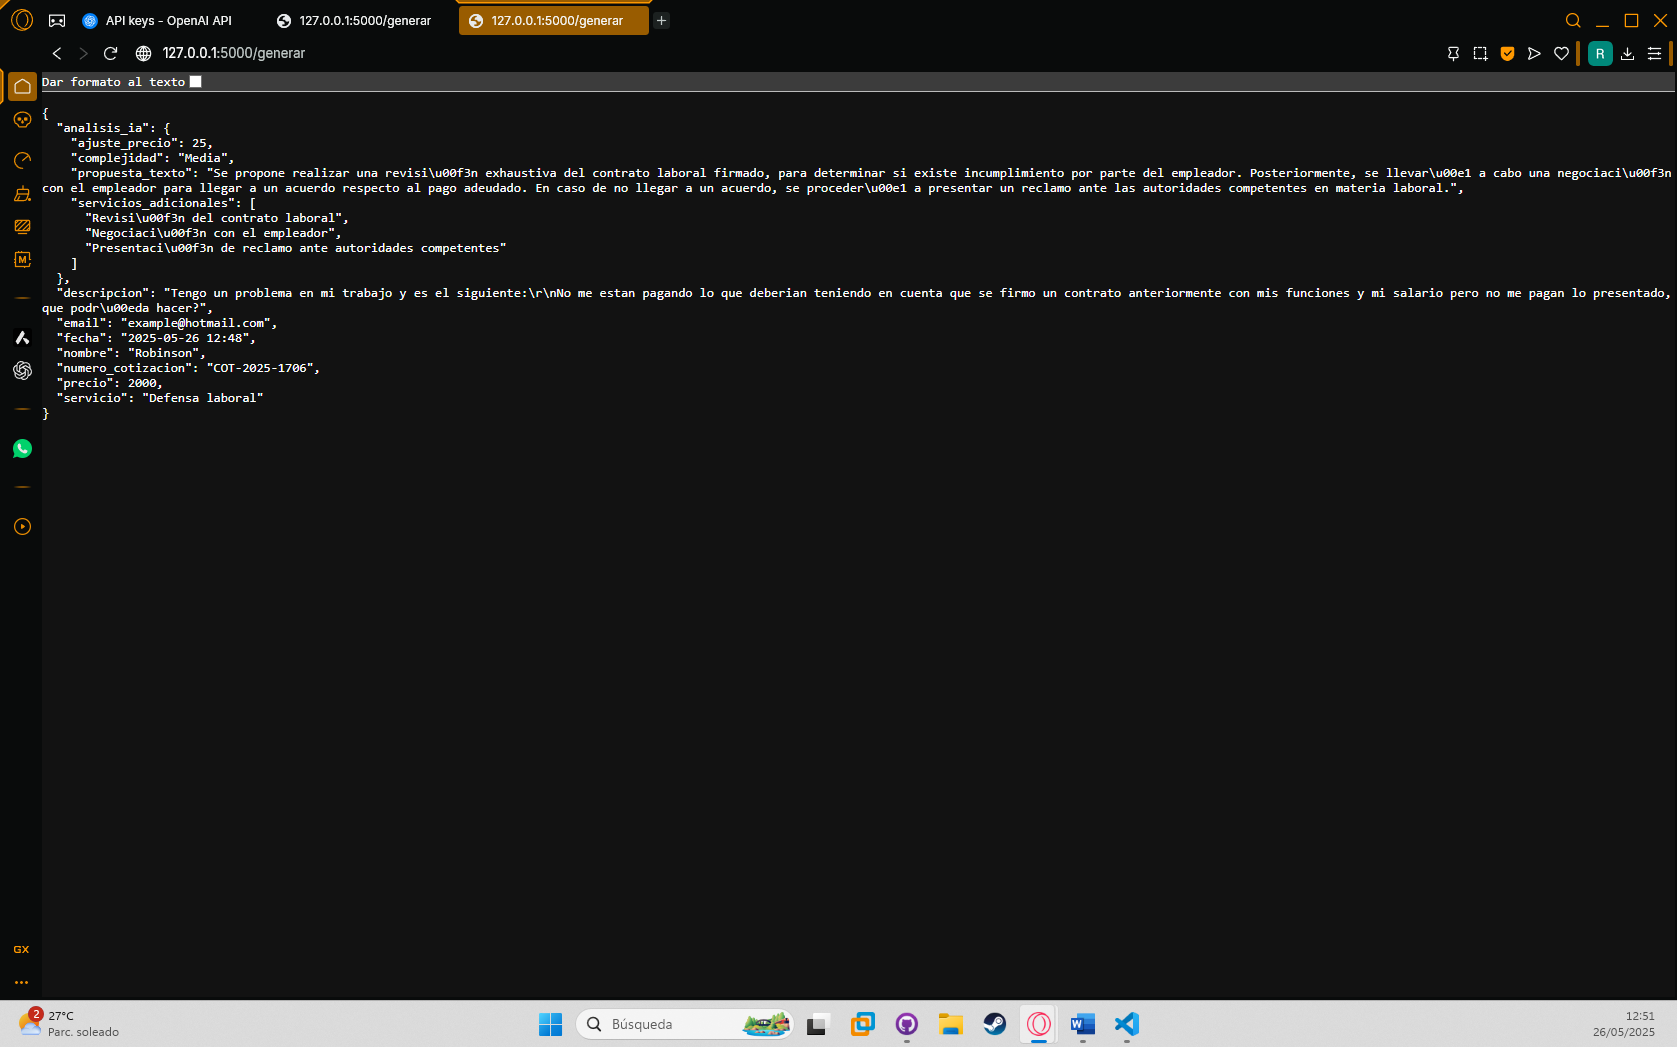 API keys - OpenAI API
127.0.0.1:5000/generar
127.0.0.1:5000/generar
127.0.0.1:5000/generar
R
Dar formato al texto
{
"analisis_ia": {
"ajuste_precio": 25,
"complejidad": "Media",
"propuesta_texto": "Se propone realizar una revisi\u00f3n exhaustiva del contrato laboral firmado, para determinar si existe incumplimiento por parte del empleador. Posteriormente, se llevar\u00e1 a cabo una negociaci\u00f3n
con el empleador para llegar a un acuerdo respecto al pago adeudado. En caso de no llegar a un acuerdo, se proceder\u00e1 a presentar un reclamo ante las autoridades competentes en materia laboral.",
"servicios_adicionales": [
"Revisi\u00f3n del contrato laboral",
"Negociaci\u00f3n con el empleador",
"Presentaci\u00f3n de reclamo ante autoridades competentes"
]
},
"descripcion": "Tengo un problema en mi trabajo y es el siguiente:\r\nNo me estan pagando lo que deberian teniendo en cuenta que se firmo un contrato anteriormente con mis funciones y mi salario pero no me pagan lo presentado,
que podr\u00eda hacer?",
"email": "example@hotmail.com",
"fecha": "2025-05-26 12:48",
"nombre": "Robinson",
"numero_cotizacion": "COT-2025-1706",
"precio": 2000,
"servicio": "Defensa laboral"
}
M
GX
2
27°C
Parc. soleado
Búsqueda
W
12:51
26/05/2025